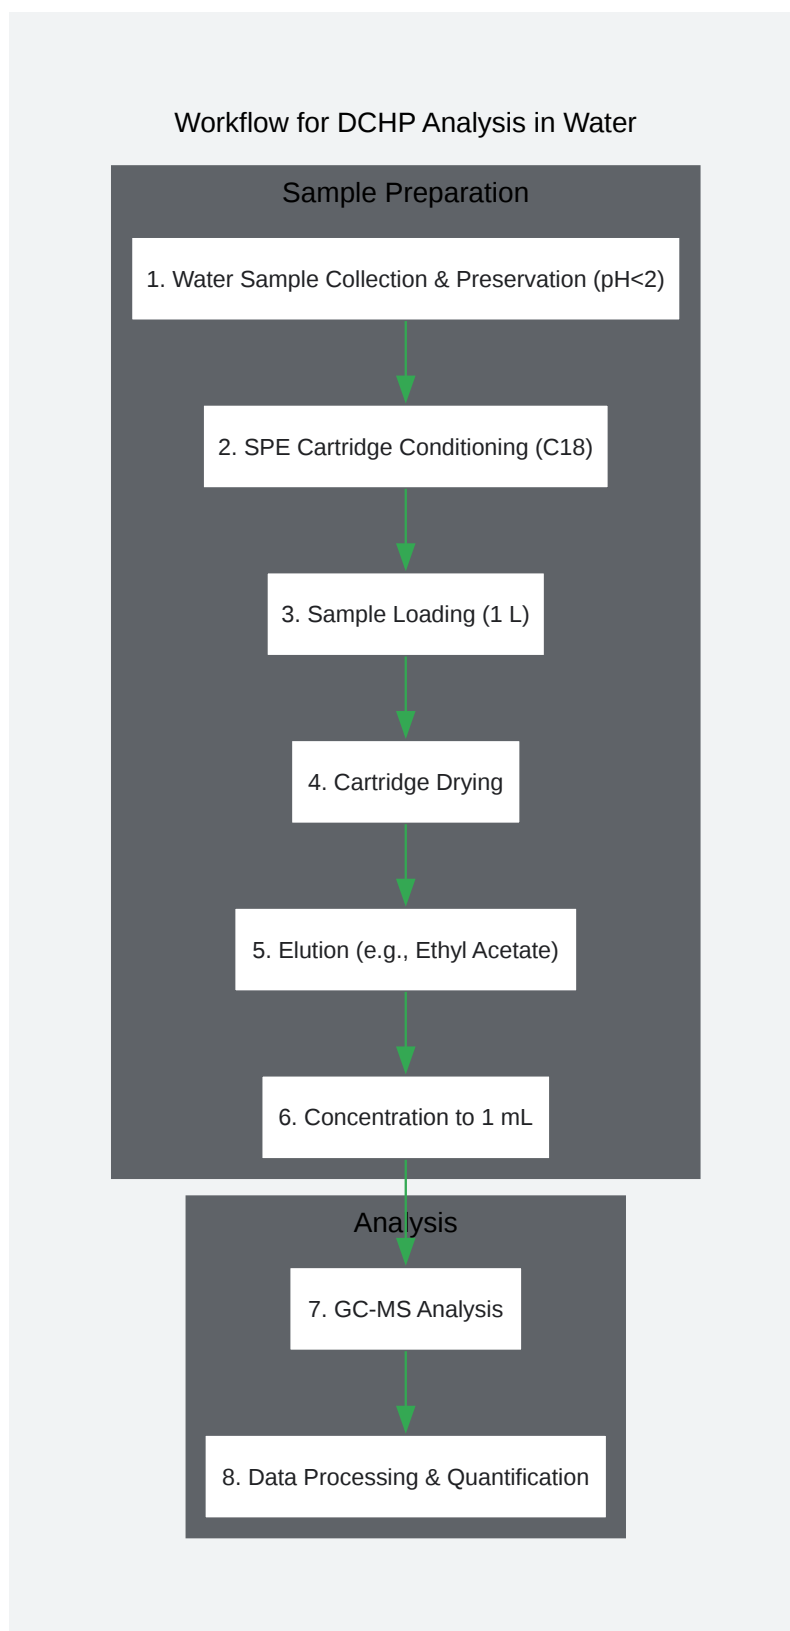 Workflow for DCHP Analysis in Water
Sample Preparation
1. Water Sample Collection & Preservation (pH<2)
2. SPE Cartridge Conditioning (C18)
3. Sample Loading (1 L)
4. Cartridge Drying
5. Elution (e.g., Ethyl Acetate)
6. Concentration to 1 mL
Analysis
7. GC-MS Analysis
8. Data Processing & Quantification